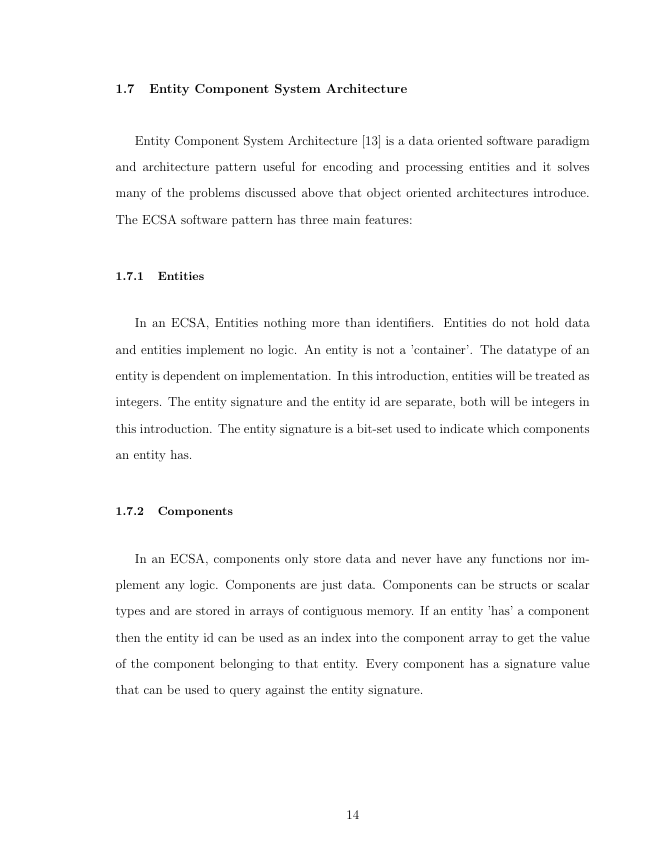 1.7 Entity Component System Architecture
Entity Component System Architecture [13] is a data oriented software paradigm
and architecture pattern useful for encoding and processing entities and it solves
many of the problems discussed above that object oriented architectures introduce.
The ECSA software pattern has three main features:
1.7.1 Entities
In an ECSA, Entities nothing more than identifiers. Entities do not hold data
and entities implement no logic. An entity is not a 'container'. The datatype of an
entity is dependent on implementation. In this introduction, entities will be treated as
integers. The entity signature and the entity id are separate, both will be integers in
this introduction. The entity signature is a bit-set used to indicate which components
an entity has.
1.7.2 Components
In an ECSA, components only store data and never have any functions nor im-
plement any logic. Components are just data. Components can be structs or scalar
types and are stored in arrays of contiguous memory. If an entity 'has' a component
then the entity id can be used as an index into the component array to get the value
of the component belonging to that entity. Every component has a signature value
that can be used to query against the entity signature.
14